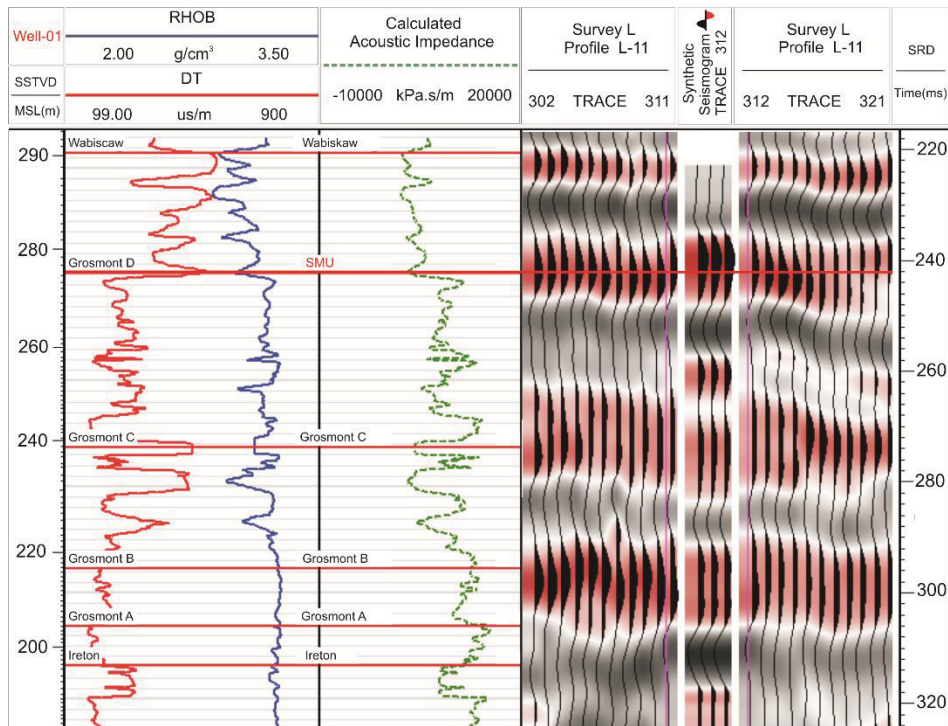 Well-01
RHOB
2.00 g/cm³ 3.50
SSTVD
DT
MSL(m)
99.00 us/m 900
Calculated
Acoustic Impedance
-10000 kPa.s/m 20000
Survey L
Profile L-11
302 TRACE 311
Synthetic
Seismogram
TRACE 312
Survey L
Profile L-11
312 TRACE 321
SRD
Time(ms)
290
280
260
240
220
200
Wabiscaw
Wabiskaw
Grosmont D
SMU
Grosmont C
Grosmont C
Grosmont B
Grosmont B
Grosmont A
Grosmont A
Ireton
Ireton
220
240
260
280
300
320